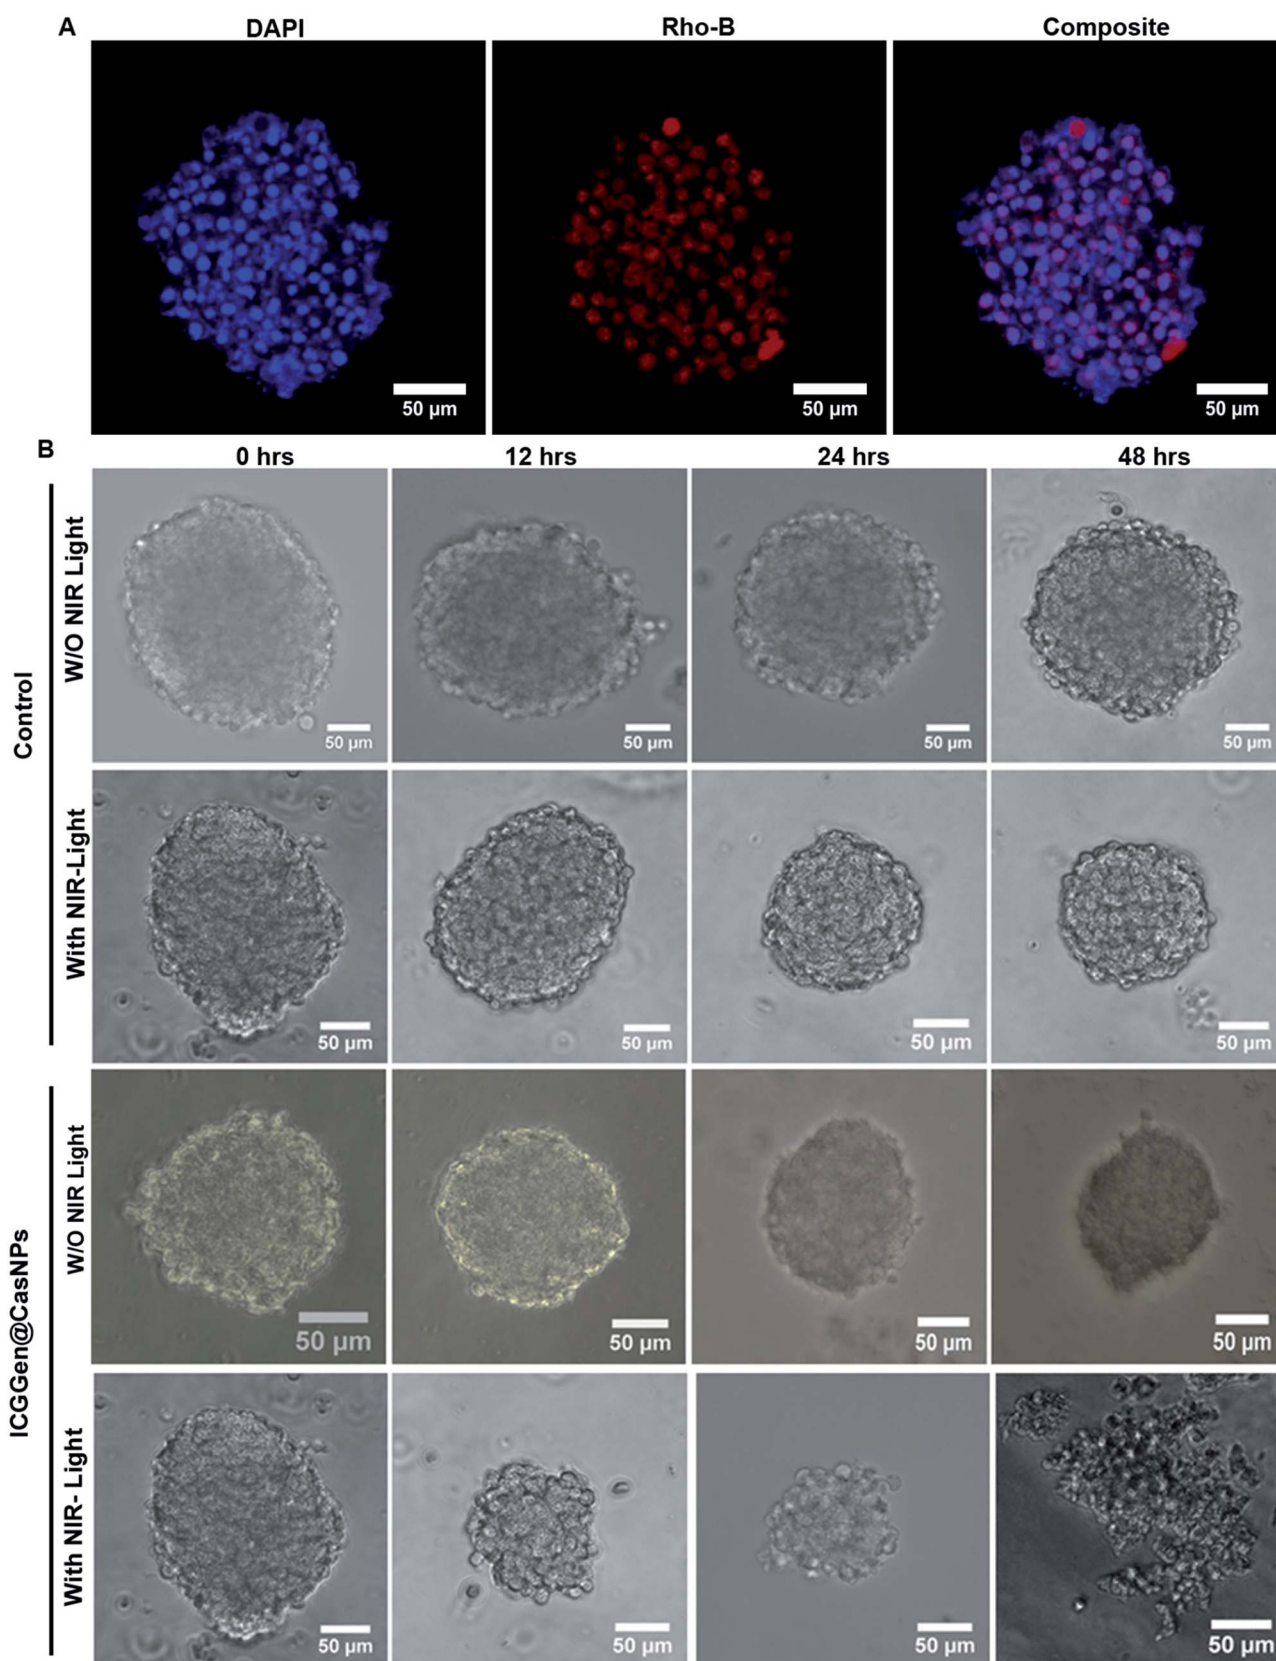 A
DAPI
Rho-B
Composite
50 µm
50 µm
50 µm
B
0 hrs
12 hrs
24 hrs
48 hrs
Control
W/O NIR Light
50 µm
50 µm
50 µm
50 µm
With NIR-Light
50 µm
50 µm
50 µm
50 µm
ICGGen@CasNPs
W/O NIR Light
50 µm
50 µm
50 µm
50 µm
With NIR- Light
50 µm
50 µm
50 µm
50 µm